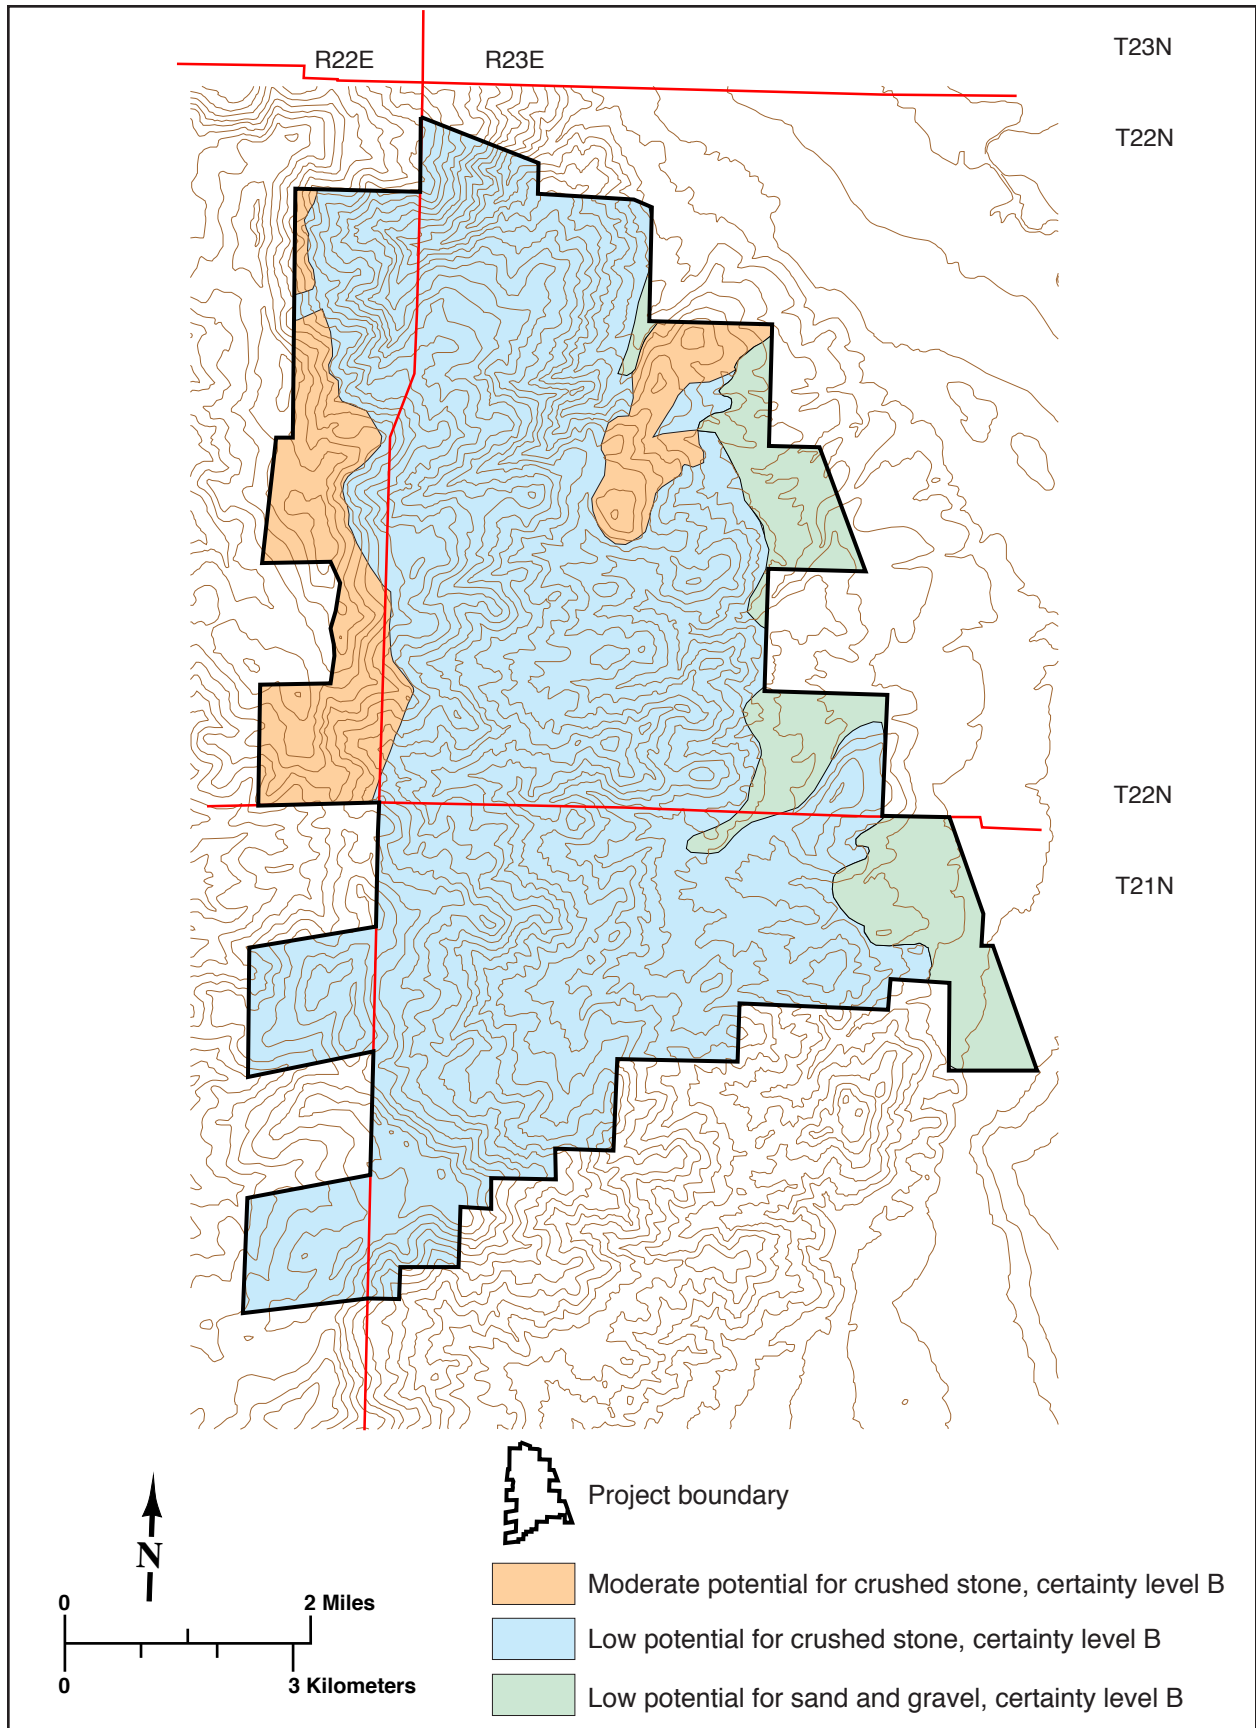 R22E
R23E
T23N
T22N
T22N
T21N
Project boundary
N
Moderate potential for crushed stone, certainty level B
0
2 Miles
Low potential for crushed stone, certainty level B
0
3 Kilometers
Low potential for sand and gravel, certainty level B